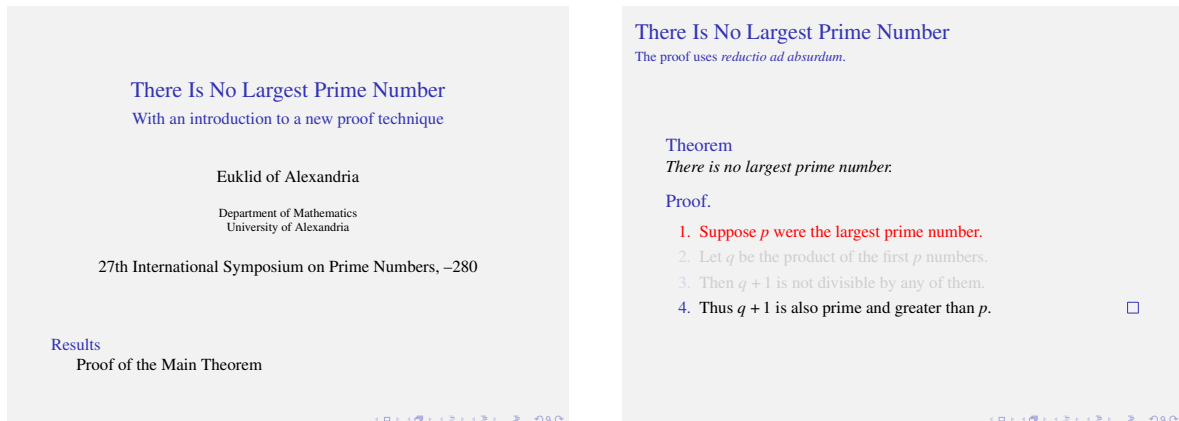 There Is No Largest Prime Number
With an introduction to a new proof technique
Euklid of Alexandria
Department of Mathematics
University of Alexandria
27th International Symposium on Prime Numbers, –280
Results
Proof of the Main Theorem
There Is No Largest Prime Number
The proof uses reductio ad absurdum.
Theorem
There is no largest prime number.
Proof.
1. Suppose p were the largest prime number.
2. Let q be the product of the first p numbers.
3. Then q + 1 is not divisible by any of them.
4. Thus q + 1 is also prime and greater than p.